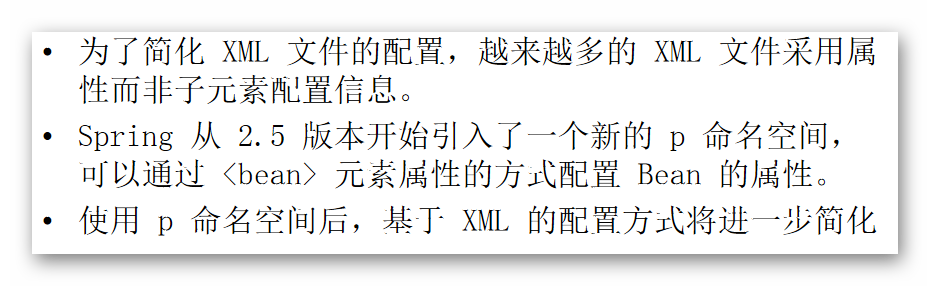 • 为了简化 XML 文件的配置，越来越多的 XML 文件采用属
性而非子元素配置信息。
• Spring 从 2.5 版本开始引入了一个新的 p 命名空间，
可以通过 <bean> 元素属性的方式配置 Bean 的属性。
• 使用 p 命名空间后，基于 XML 的配置方式将进一步简化